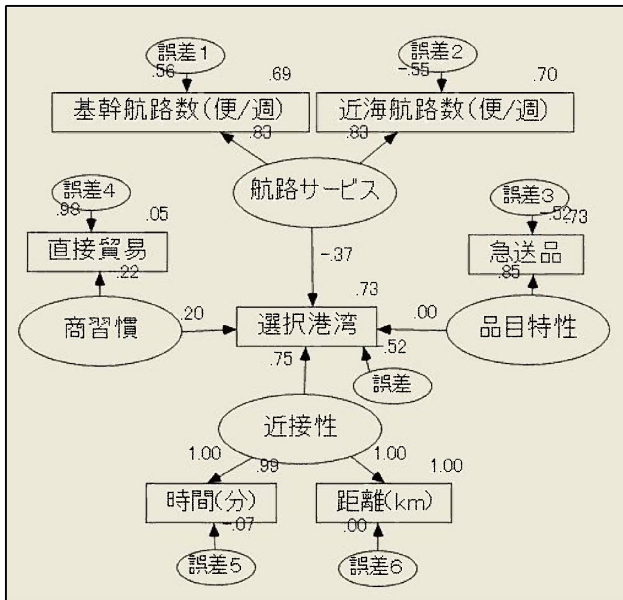 誤差1
誤差2
.56
-.55
.69
.70
基幹航路数(便/週)
近海航路数(便/週)
.83
.83
航路サービス
誤差4
誤差3
.98
.05
-.52
.73
直接貿易
急送品
.22
.85
-.37
.73
商習慣
.20
選択港湾
.00
品目特性
.75
-.52
誤差
近接性
1.00
.99
1.00
1.00
時間(分)
距離(km)
-.07
.00
誤差5
誤差6